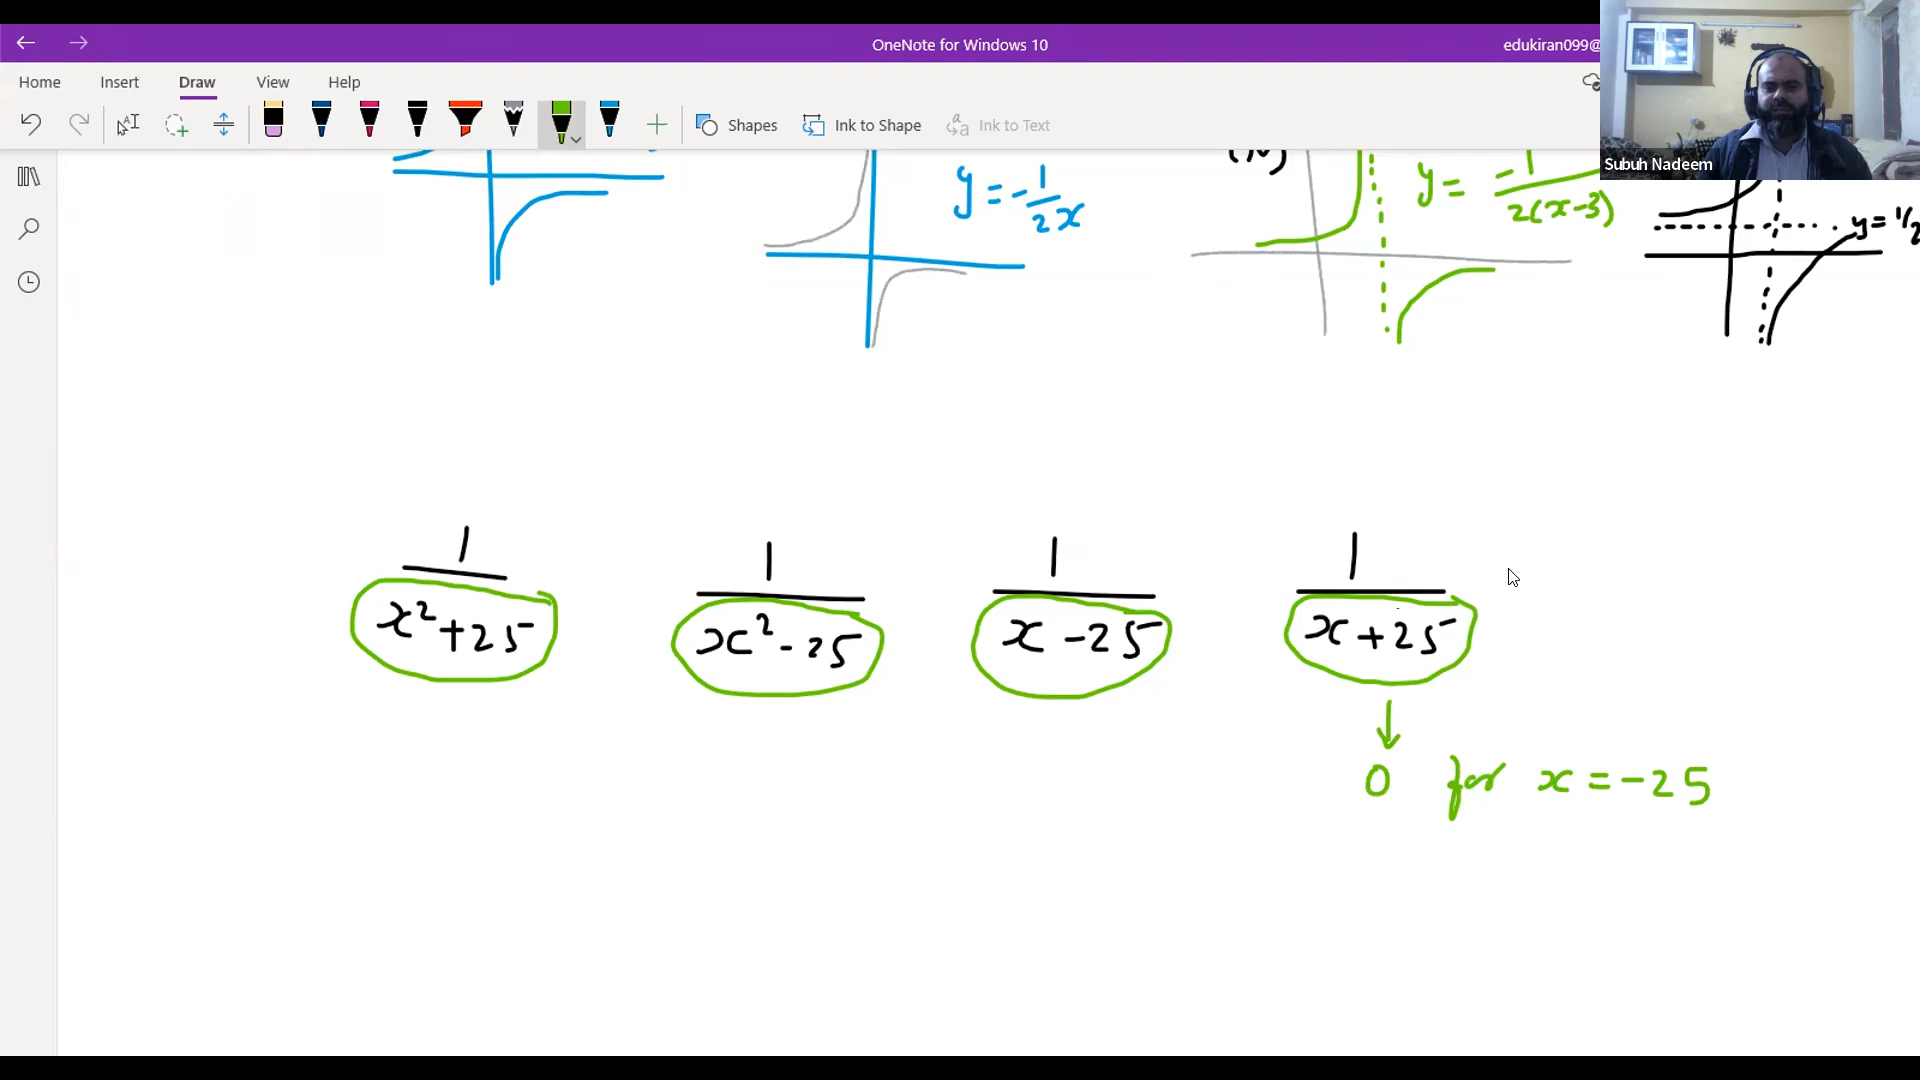 OneNote for Windows 10
edukiran099@
Home Insert Draw View Help
Shapes Ink to Shape Ink to Text
Subuh Nadeem
y = -1/2x
y = -1/2(x-3)
y = 1/2
1/x²+25 1/x²-25 1/x-25 1/x+25
↓
0 for x = -25